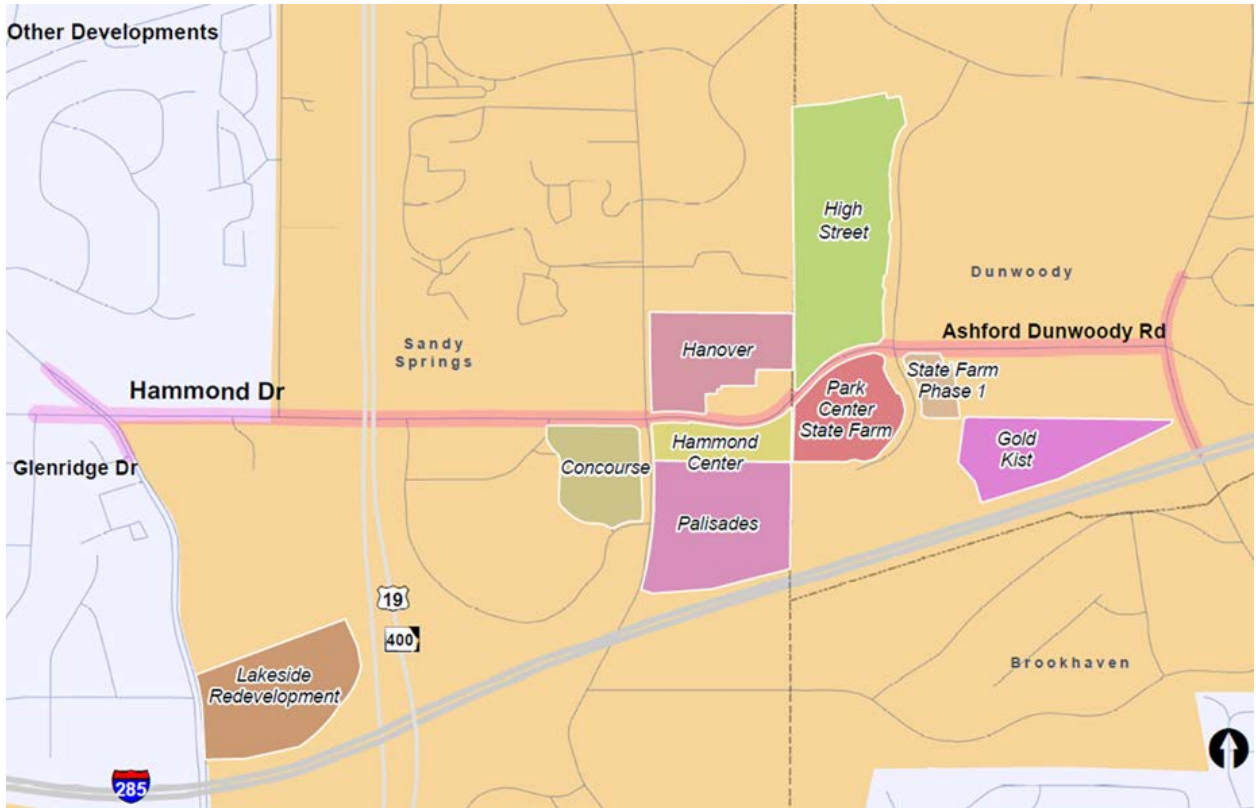 Other Developments
High
Street
Dunwoody
Sandy
Springs
Hanover
Ashford Dunwoody Rd
State Farm
Phase 1
Hammond Dr
Park
Center
State Farm
Hammond
Center
Gold
Kist
Glenridge Dr
Concourse
Palisades
19
400
Lakeside
Redevelopment
Brookhaven
285